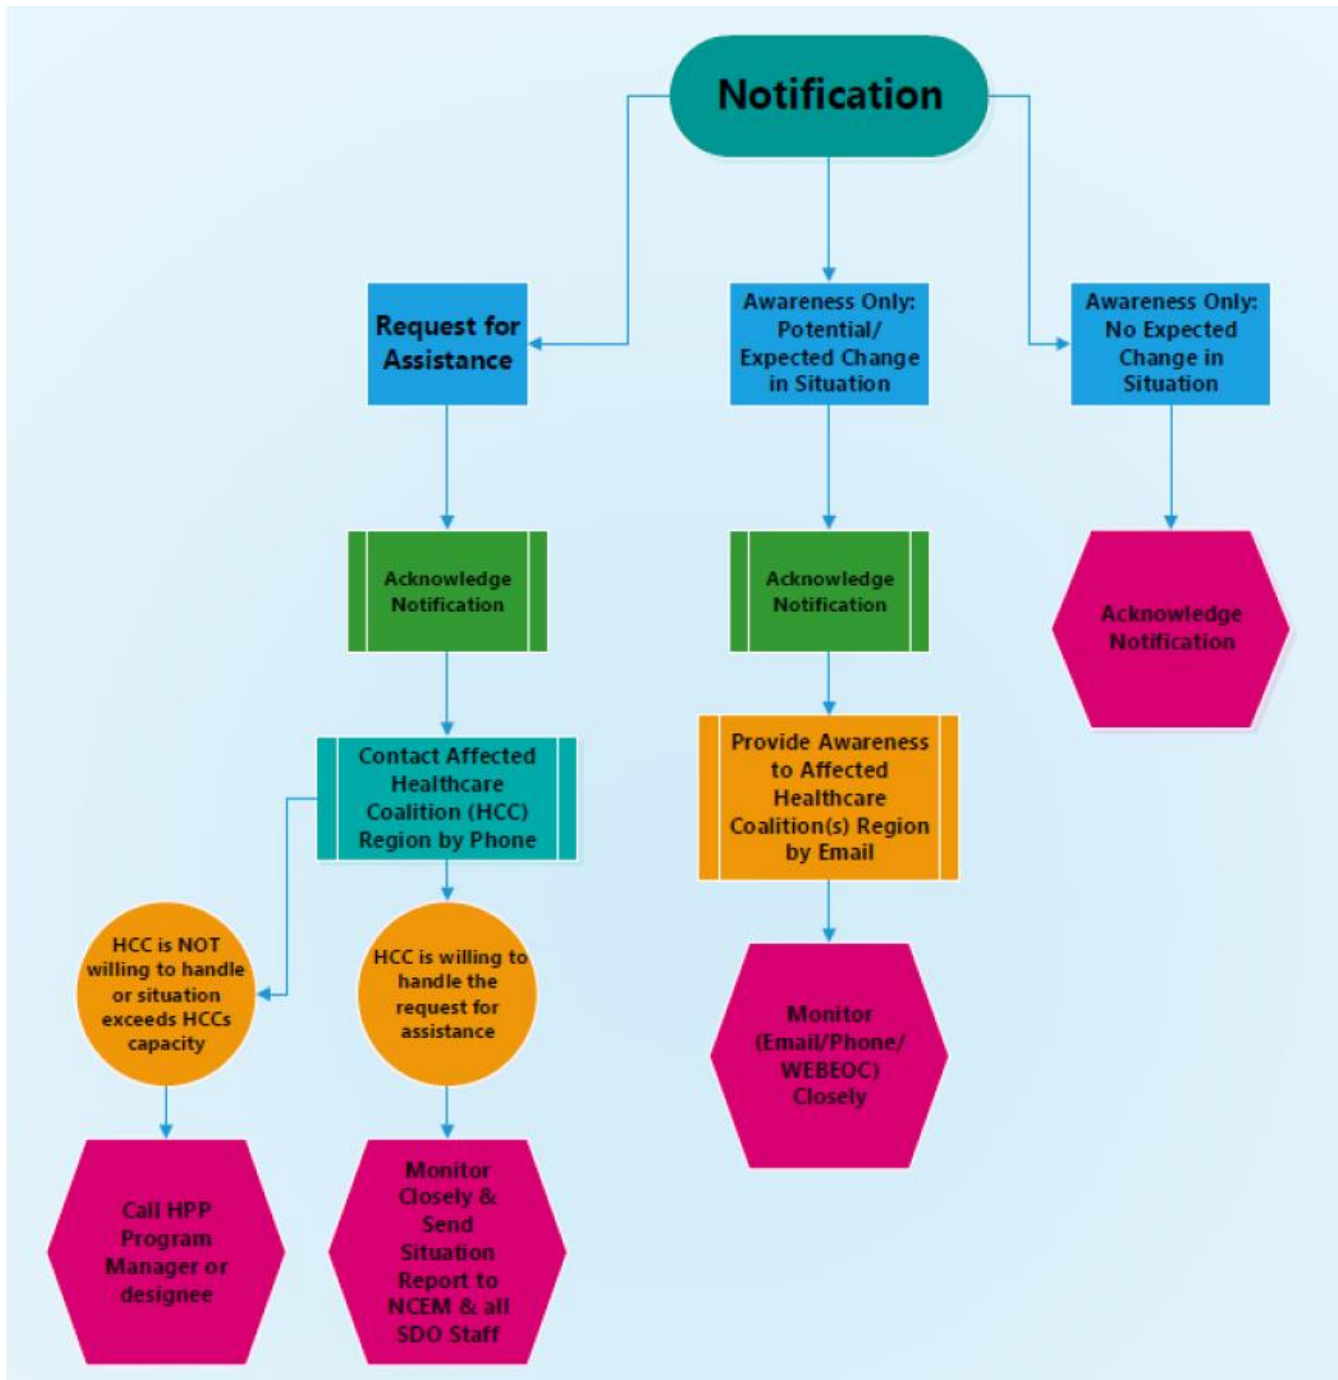 Notification
Request for
Assistance
Awareness Only:
Potential/
Expected Change
in Situation
Awareness Only:
No Expected
Change in
Situation
Acknowledge
Notification
Acknowledge
Notification
Acknowledge
Notification
Contact Affected
Healthcare
Coalition (HCC)
Region by Phone
Provide Awareness
to Affected
Healthcare
Coalition(s) Region
by Email
HCC is NOT
willing to handle
or situation
exceeds HCCs
capacity
HCC is willing to
handle the
request for
assistance
Monitor
(Email/Phone/
WEBEOC)
Closely
Call HPP
Program
Manager or
designee
Monitor
Closely &
Send
Situation
Report to
NCEM & all
SDO Staff